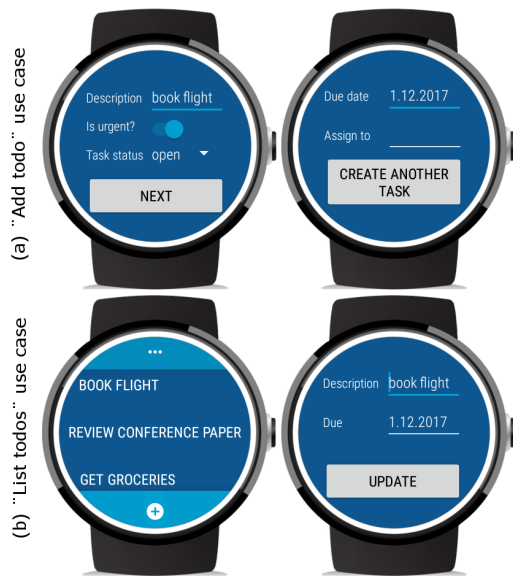 (a) ¨Add todo¨ use case
Description book flight
Is urgent?
Task status open
NEXT
Due date 1.12.2017
Assign to
CREATE ANOTHER
TASK
(b) ¨List todos¨ use case
BOOK FLIGHT
REVIEW CONFERENCE PAPER
GET GROCERIES
Description book flight
Due 1.12.2017
UPDATE